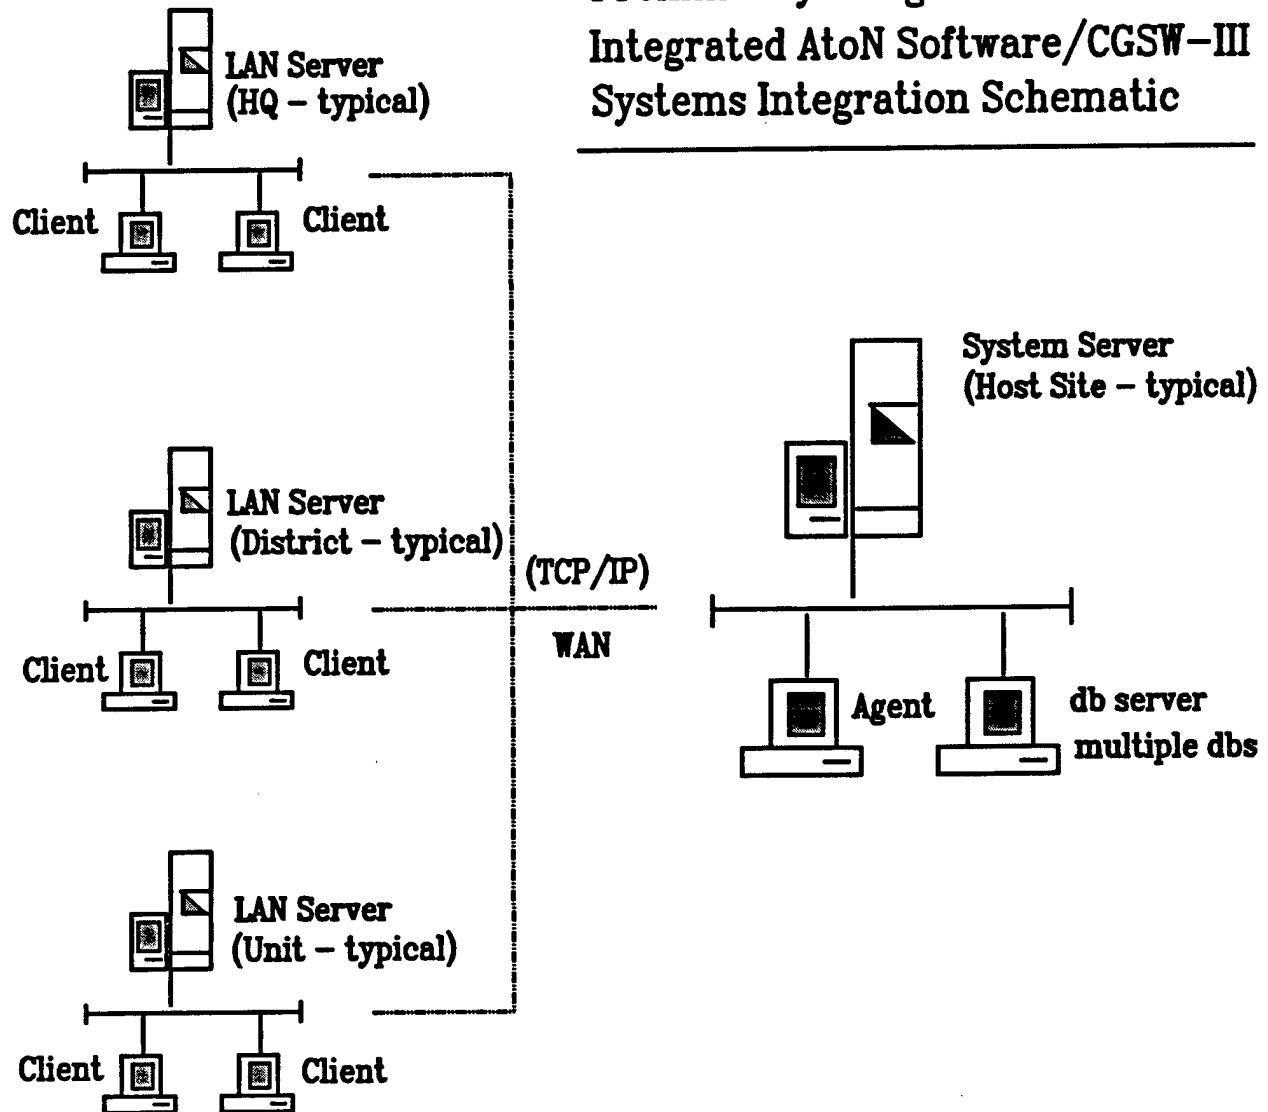 Integrated AtoN Software/CGSW-III
Systems Integration Schematic
LAN Server
(HQ - typical)
Client
Client
System Server
(Host Site - typical)
LAN Server
(District - typical)
(TCP/IP)
WAN
Client
Client
Agent
db server
multiple dbs
LAN Server
(Unit - typical)
Client
Client